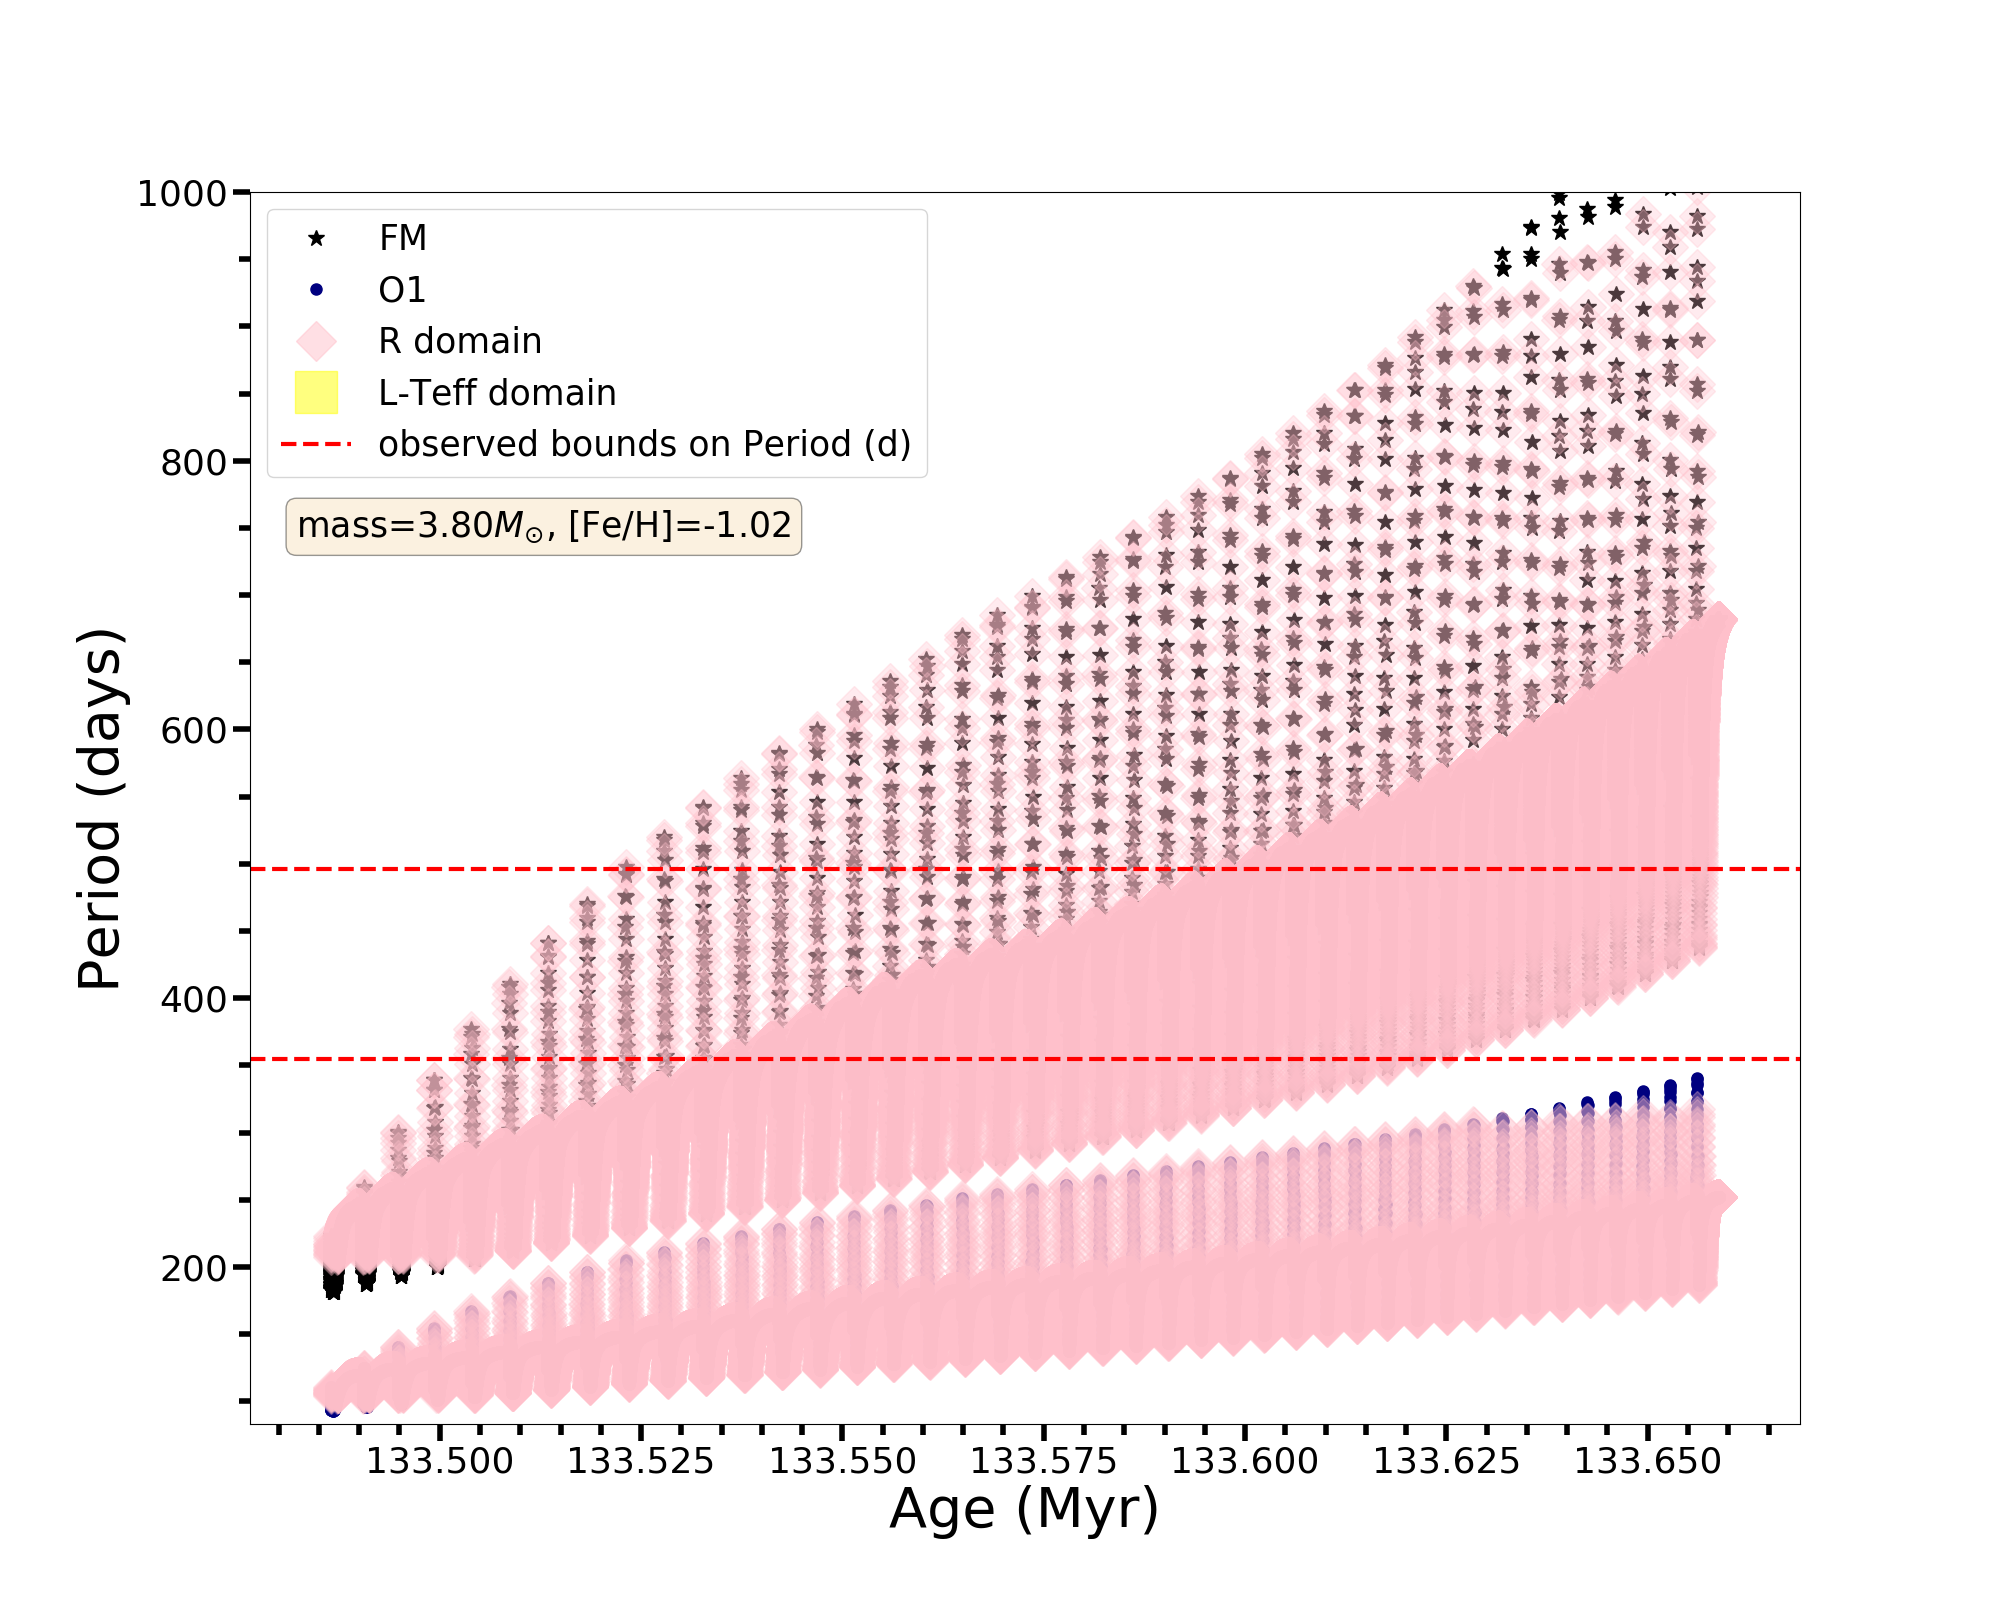 1000
800
600
400
200
Period (days)
FM
O1
R domain
L-Teff domain
observed bounds on Period (d)
mass=3.80M⊙, [Fe/H]=-1.02
133.500 133.525 133.550 133.575 133.600 133.625 133.650
Age (Myr)